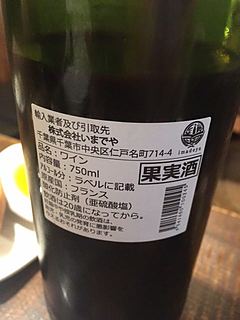 輸入業者及び引取先
株式会社いまでや
千葉県千葉市中央区仁戸名町714-4
imadeya
品名：ワイン
内容量：750ml
ｱﾙｺｰﾙ分：ラベルに記載
原産国：フランス
酸化防止剤（亜硫酸塩）
飲酒は20歳になってから。
果実酒